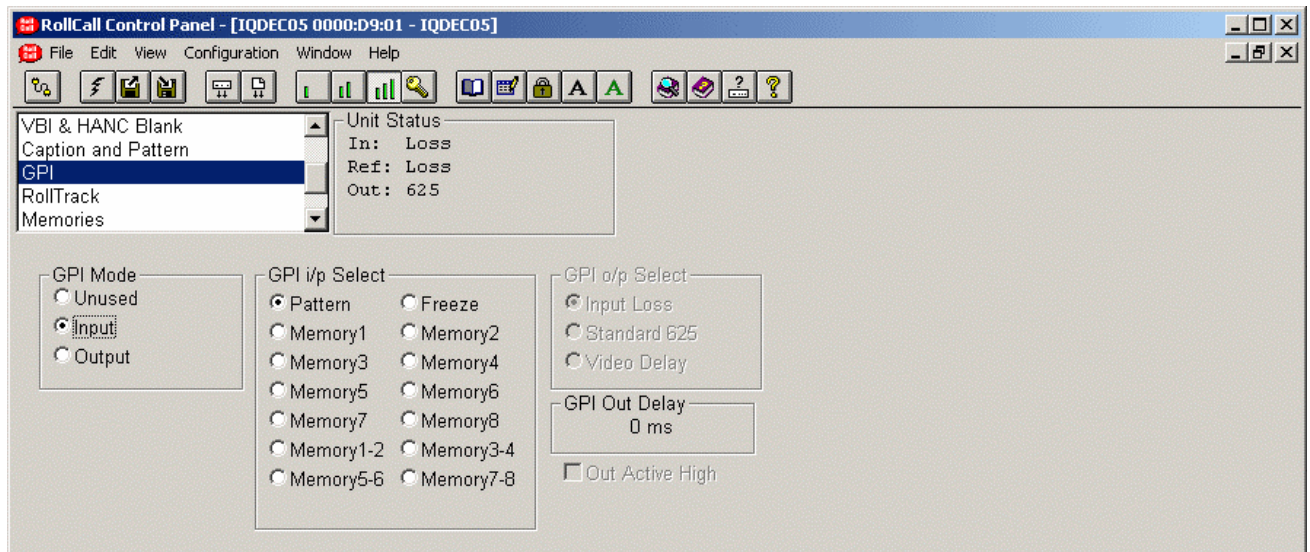 RollCall Control Panel - [IQDEC05 0000:D9:01 - IQDEC05]
File Edit View Configuration Window Help
VBI & HANC Blank
Caption and Pattern
GPI
RollTrack
Memories
Unit Status
In: Loss
Ref: Loss
Out: 625
GPI Mode
Unused
Input
Output
GPI i/p Select
Pattern Freeze
Memory1 Memory2
Memory3 Memory4
Memory5 Memory6
Memory7 Memory8
Memory1-2 Memory3-4
Memory5-6 Memory7-8
GPI o/p Select
Input Loss
Standard 625
Video Delay
GPI Out Delay
0 ms
Out Active High